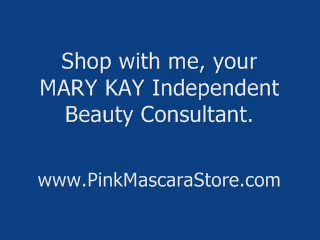 Shop with me, your
MARY KAY Independent
Beauty Consultant.
www.PinkMascaraStore.com